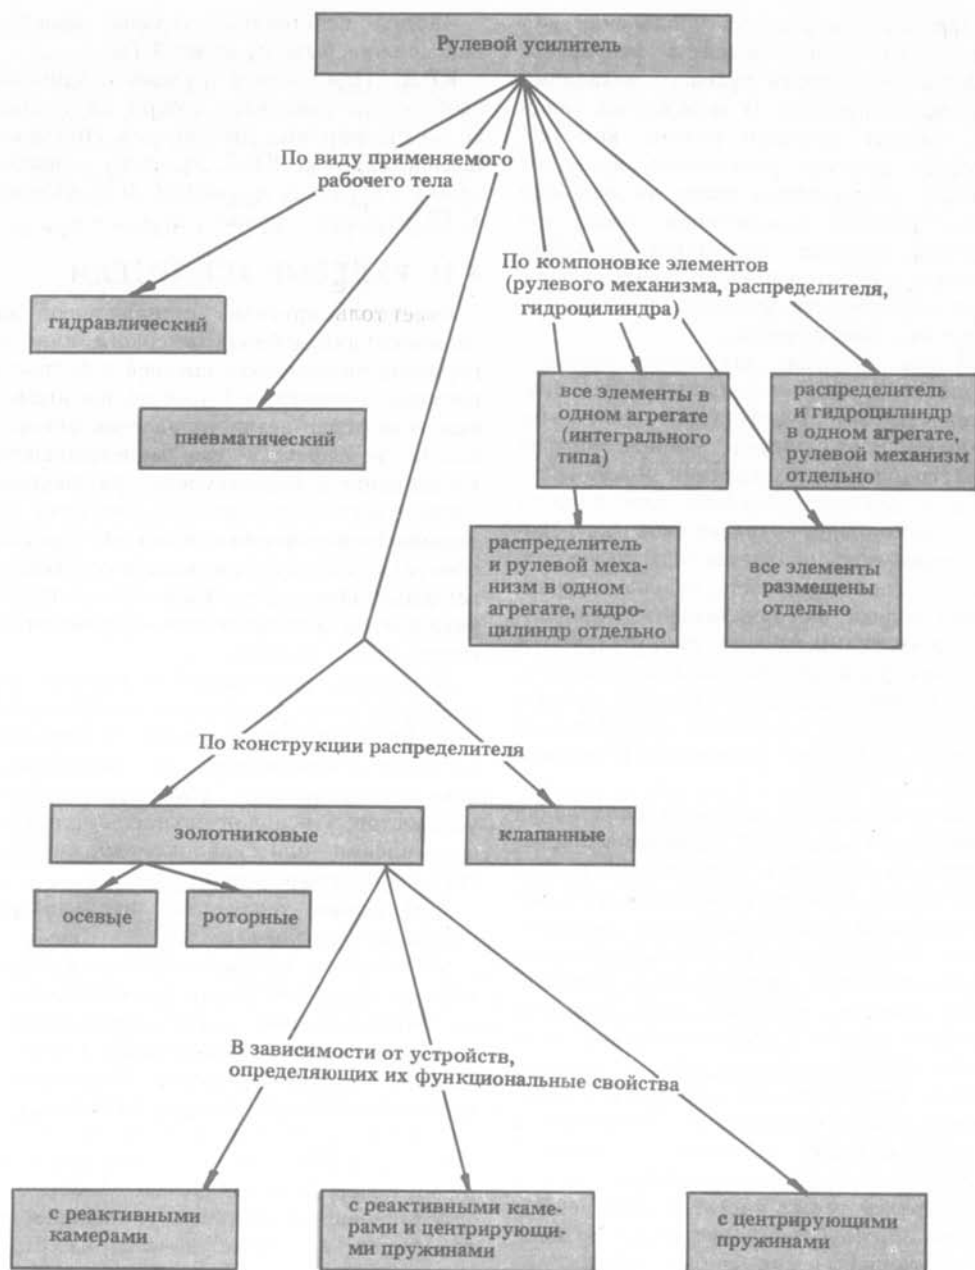 Рулевой усилитель
По виду применяемого
рабочего тела
По компоновке элементов
(рулевого механизма, распределителя,
гидроцилиндра)
гидравлический
пневматический
все элементы в
одном агрегате
(интегрального
типа)
распределитель
и гидроцилиндр
в одном агрегате,
рулевой механизм
отдельно
распределитель
и рулевой меха-
низм в одном
агрегате, гидро-
цилиндр отдельно
все элементы
размещены
отдельно
По конструкции распределителя
золотниковые
клапанные
осевые
роторные
В зависимости от устройств,
определяющих их функциональные свойства
с реактивными
камерами
с реактивными каме-
рами и центрирующи-
ми пружинами
с центрирующими
пружинами